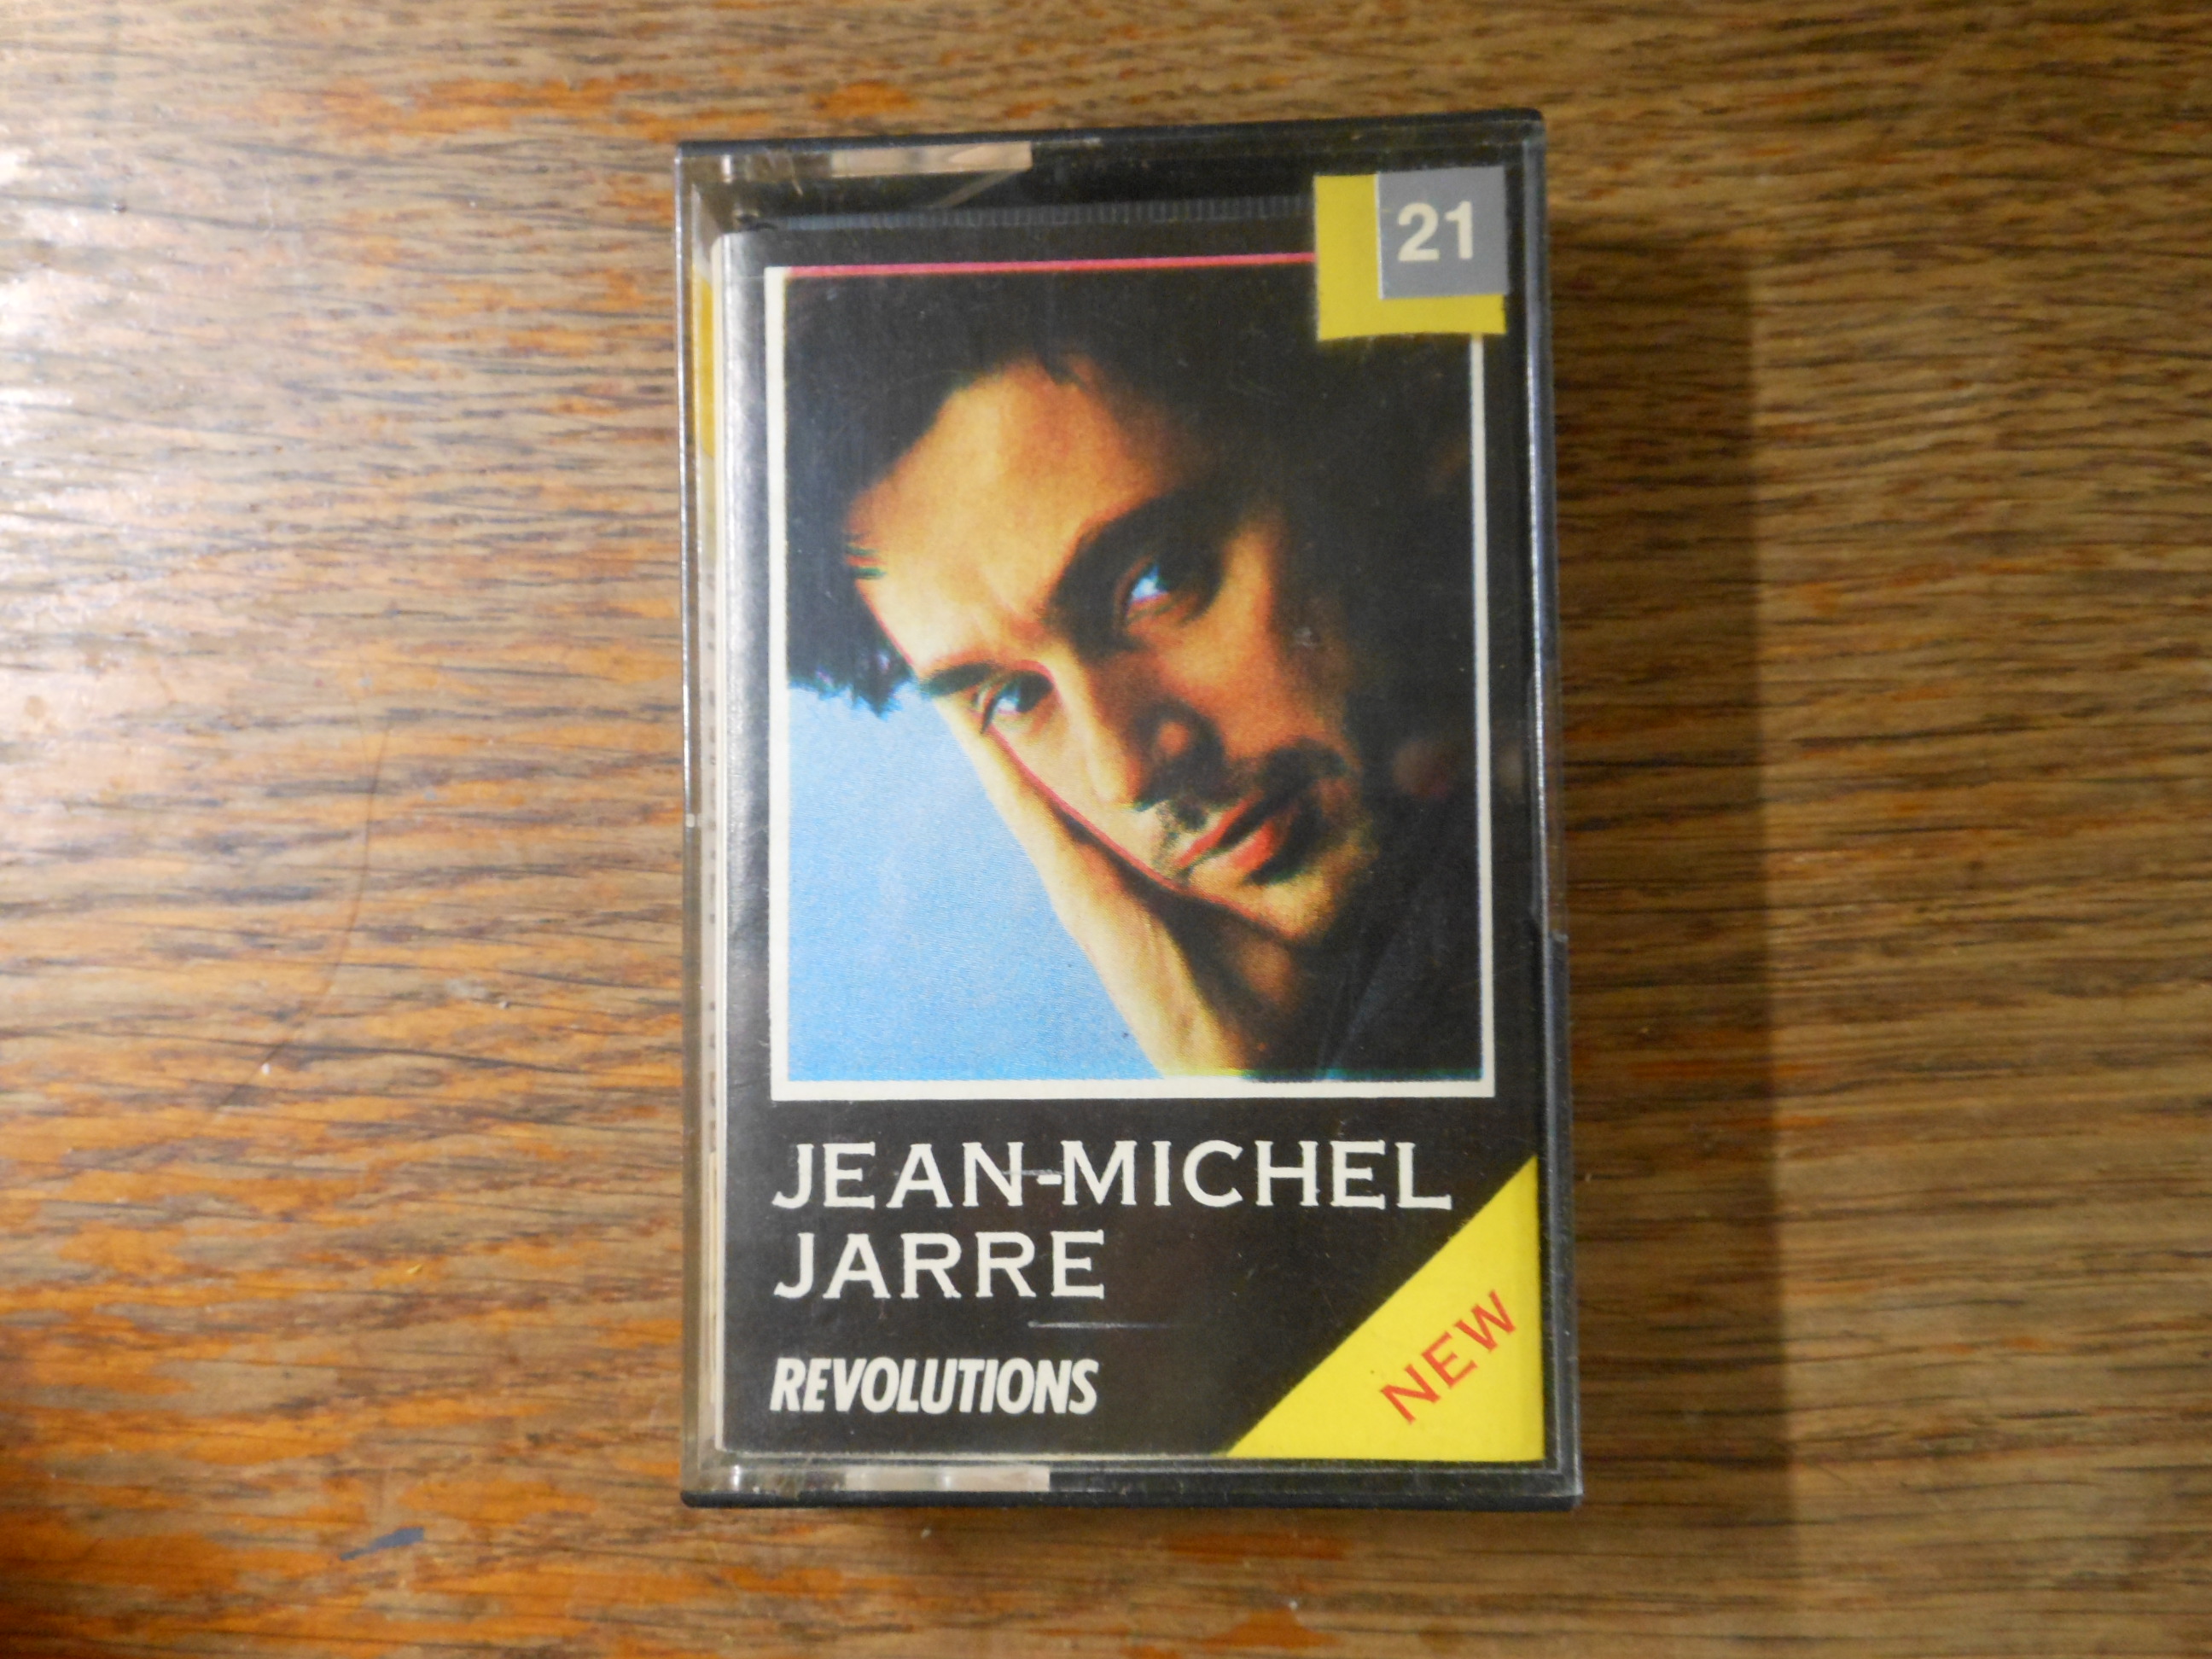 21
JEAN-MICHEL
JARRE
REVOLUTIONS
NEW